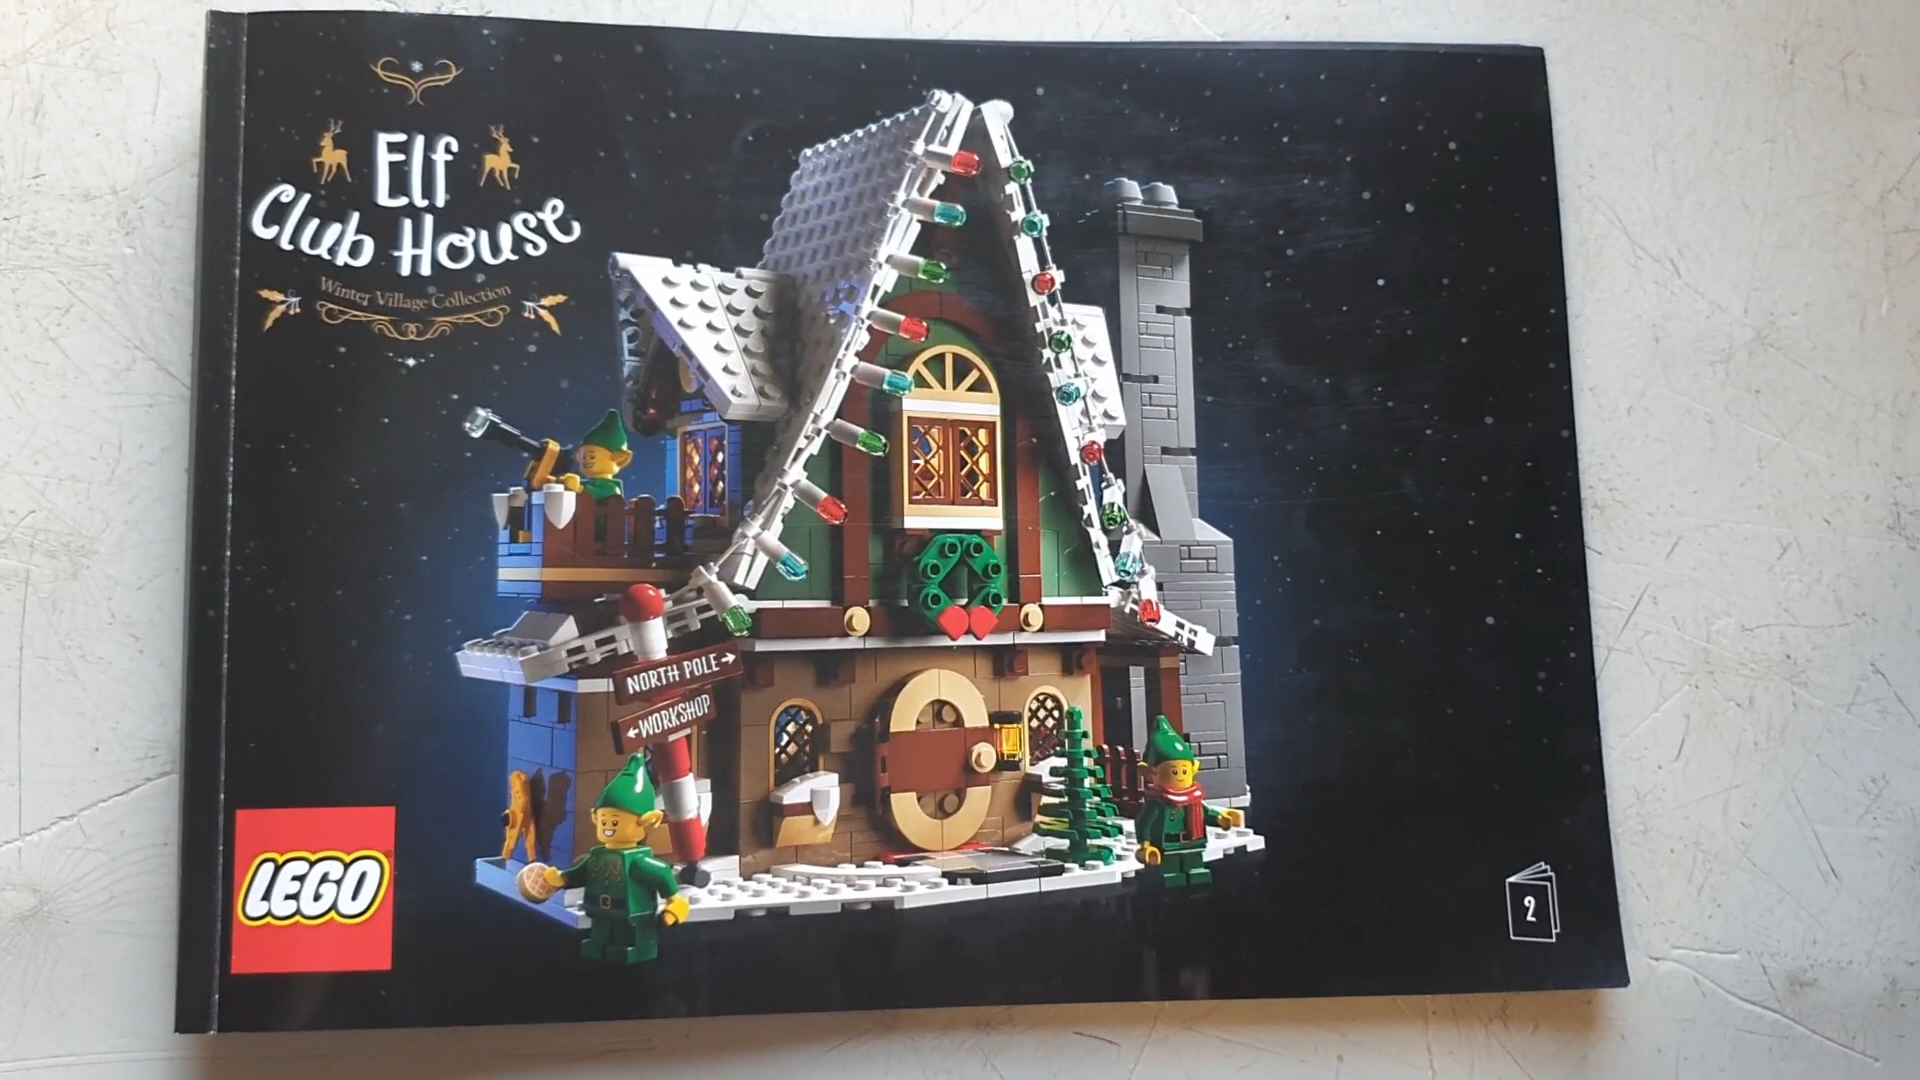 Elf
Club House
Winter Village Collection
NORTH POLE →
← WORKSHOP
LEGO
2